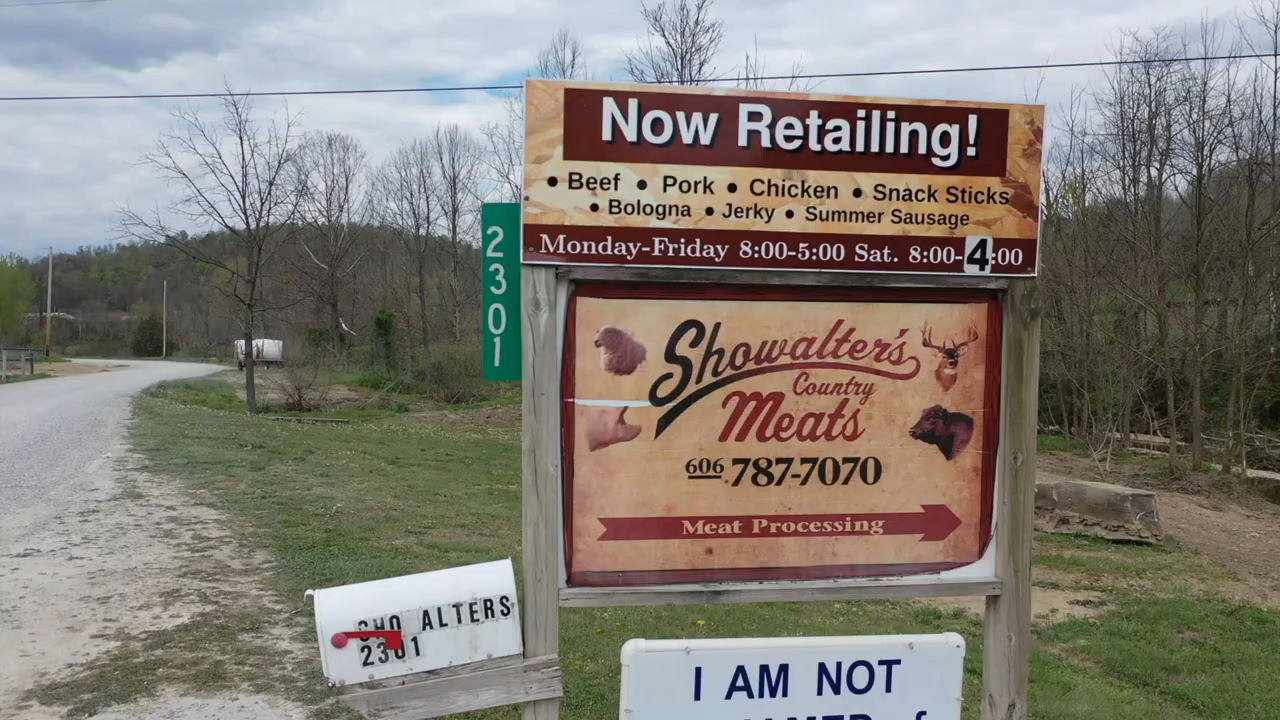 Now Retailing!
• Beef • Pork • Chicken • Snack Sticks
• Bologna • Jerky • Summer Sausage
Monday-Friday 8:00-5:00 Sat. 8:00-4:00
2301
Showalter's
Country
Meats
606 787-7070
Meat Processing
SHO ALTERS
2301
I AM NOT